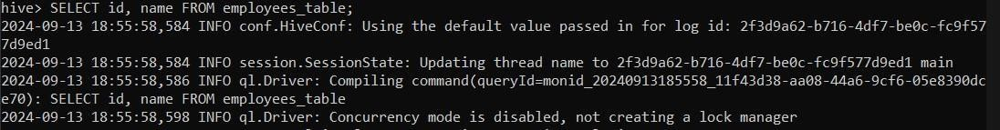 hive> SELECT id, name FROM employees_table;
2024-09-13 18:55:58,584 INFO conf.HiveConf: Using the default value passed in for log id: 2f3d9a62-b716-4df7-be0c-fc9f57
7d9ed1
2024-09-13 18:55:58,584 INFO session.SessionState: Updating thread name to 2f3d9a62-b716-4df7-be0c-fc9f577d9ed1 main
2024-09-13 18:55:58,586 INFO ql.Driver: Compiling command(queryId=monid_20240913185558_11f43d38-aa08-44a6-9cf6-05e8390dc
e70): SELECT id, name FROM employees_table
2024-09-13 18:55:58,598 INFO ql.Driver: Concurrency mode is disabled, not creating a lock manager